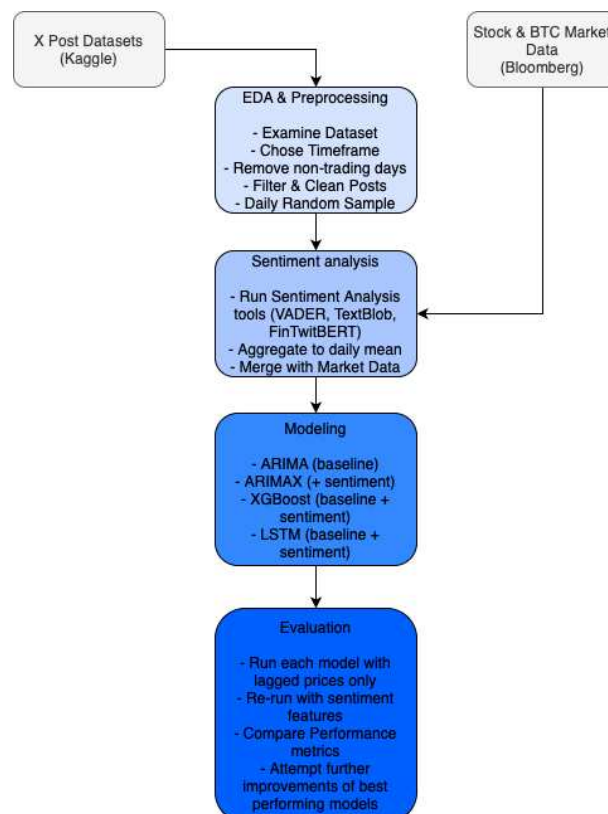 X Post Datasets
(Kaggle)
Stock & BTC Market
Data
(Bloomberg)
EDA & Preprocessing
- Examine Dataset
- Chose Timeframe
- Remove non-trading days
- Filter & Clean Posts
- Daily Random Sample
Sentiment analysis
- Run Sentiment Analysis
tools (VADER, TextBlob,
FinTwitBERT)
- Aggregate to daily mean
- Merge with Market Data
Modeling
- ARIMA (baseline)
- ARIMAX (+ sentiment)
- XGBoost (baseline +
sentiment)
- LSTM (baseline +
sentiment)
Evaluation
- Run each model with
lagged prices only
- Re-run with sentiment
features
- Compare Performance
metrics
- Attempt further
improvements of best
performing models